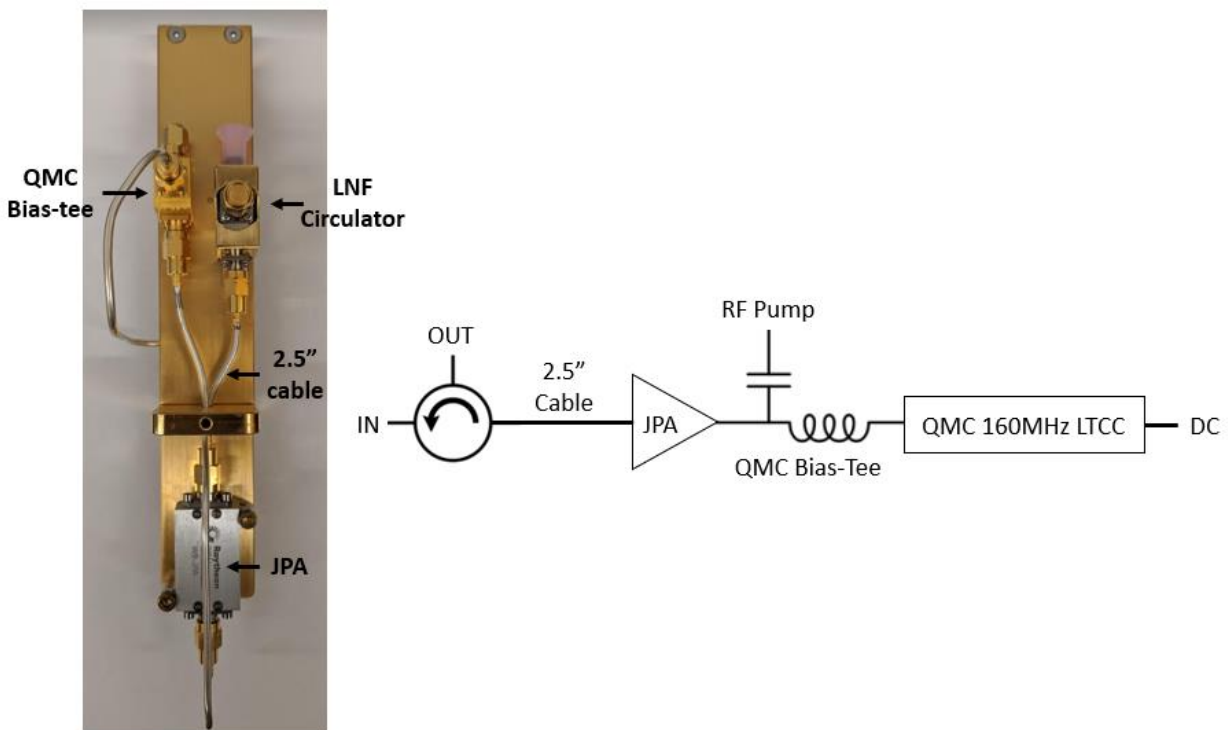 QMC
Bias-tee
LNF
Circulator
2.5”
cable
Raytheon
JPA
RF Pump
OUT
2.5”
Cable
IN
JPA
QMC 160MHz LTCC
DC
QMC Bias-Tee